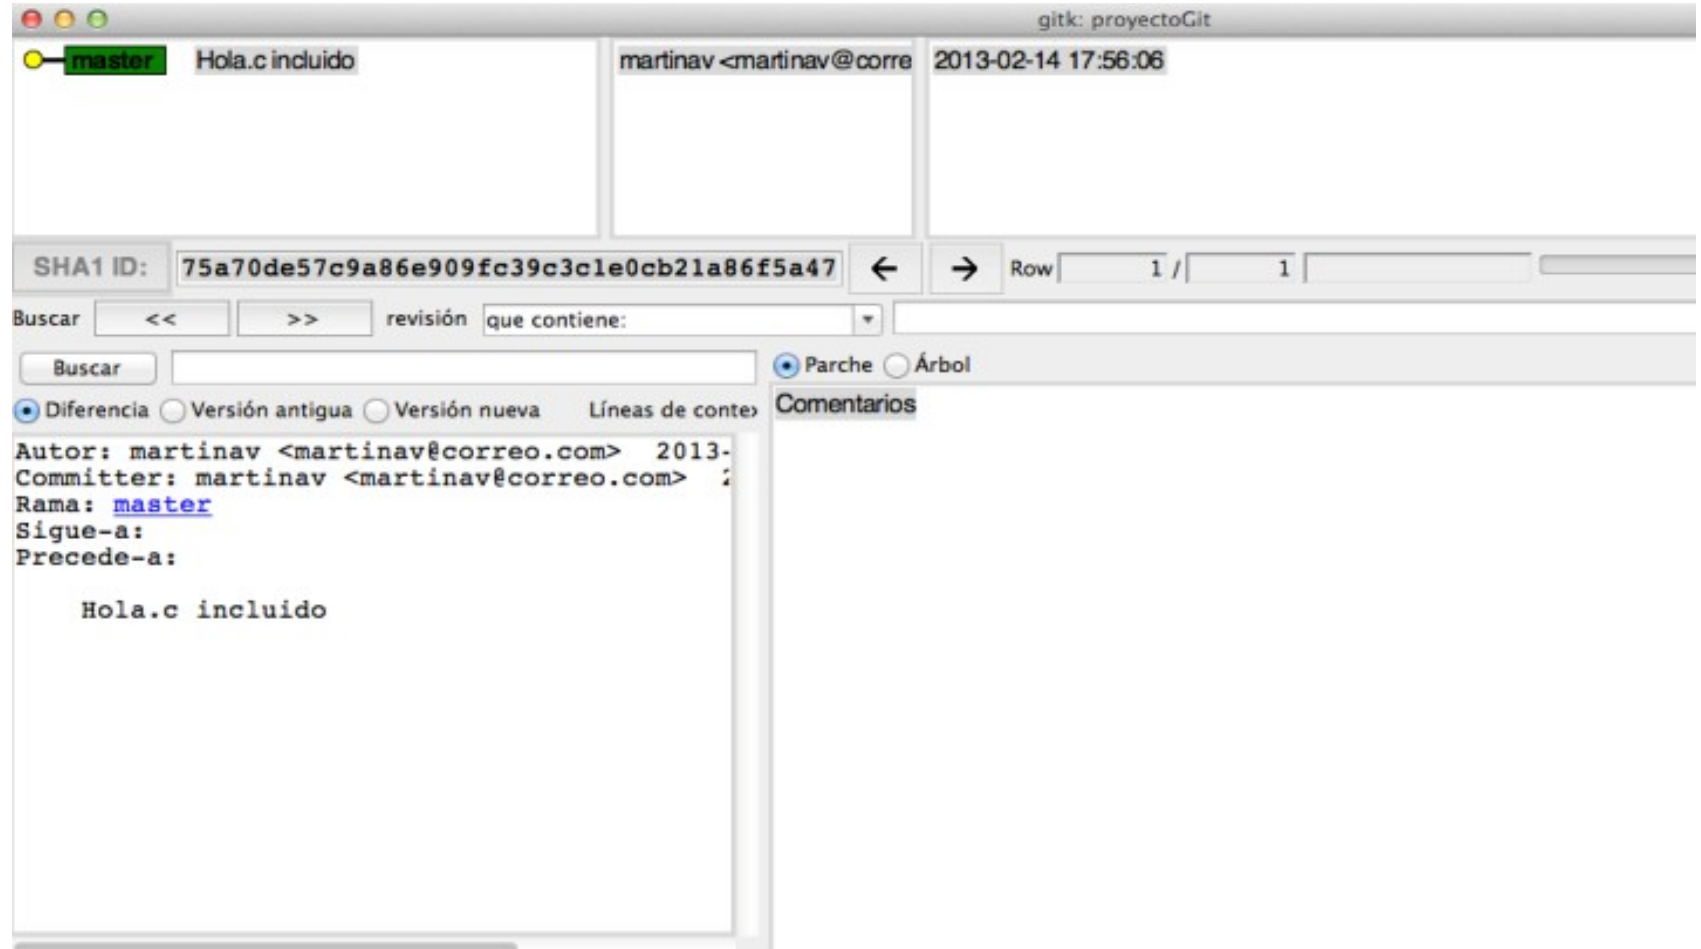 gitk: proyectoGit
master Hola.c incluido martinav <martinav@corre 2013-02-14 17:56:06
SHA1 ID: 75a70de57c9a86e909fc39c3c1e0cb21a86f5a47 ← → Row 1 / 1
Buscar << >> revisión que contiene:
Buscar
Parche Árbol
Diferencia Versión antigua Versión nueva Líneas de conte
Comentarios
Autor: martinav <martinav@correo.com> 2013-
Committer: martinav <martinav@correo.com> 2
Rama: master
Sigue-a:
Precede-a:
Hola.c incluido